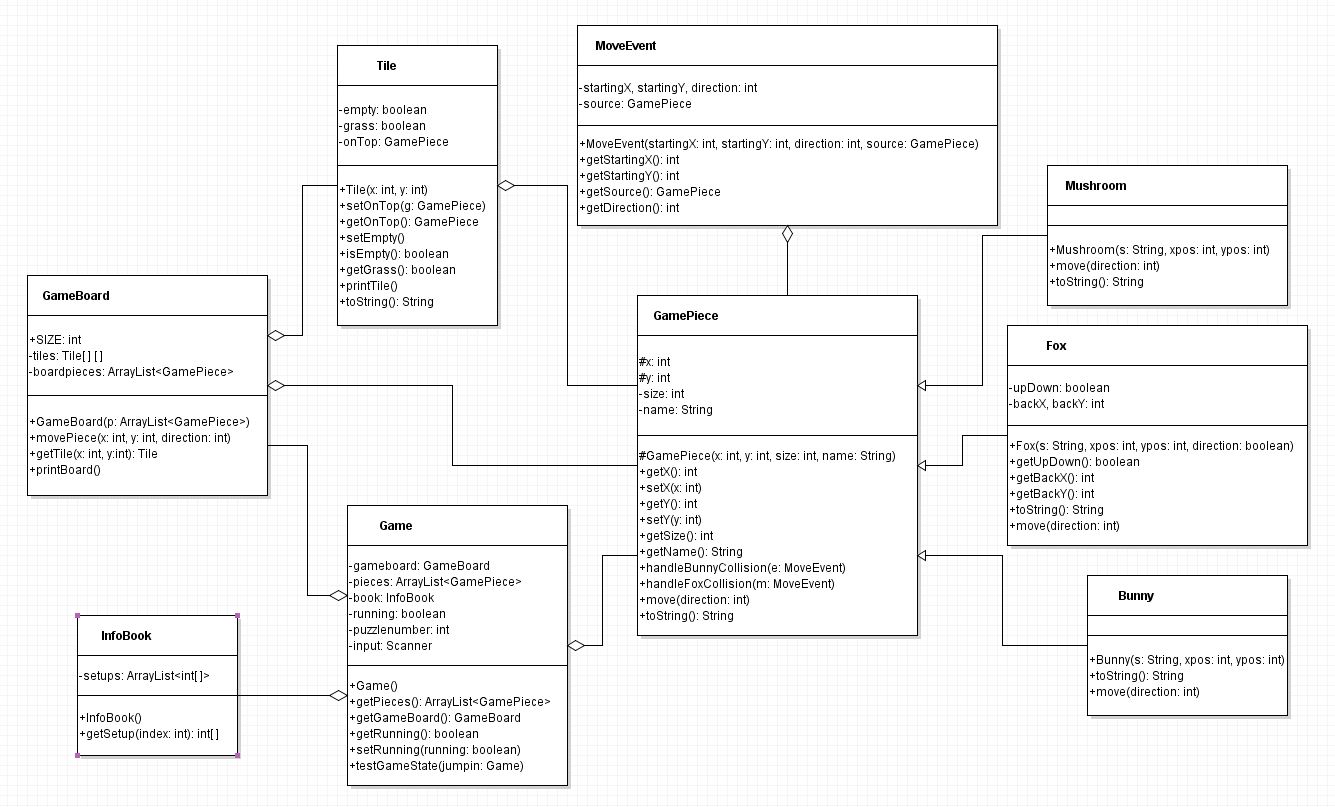 Tile
-empty: boolean
-grass: boolean
-onTop: GamePiece
+Tile(x: int, y: int)
+setOnTop(g: GamePiece)
+getOnTop(): GamePiece
+setEmpty()
+isEmpty(): boolean
+getGrass(): boolean
+printTile()
+toString(): String
MoveEvent
-startingX, startingY, direction: int
-source: GamePiece
+MoveEvent(startingX: int, startingY: int, direction: int, source: GamePiece)
+getStartingX(): int
+getStartingY(): int
+getSource(): GamePiece
+getDirection(): int
Mushroom
+Mushroom(s: String, xpos: int, ypos: int)
+move(direction: int)
+toString(): String
GameBoard
+SIZE: int
-tiles: Tile[ ] [ ]
-boardpieces: ArrayList<GamePiece>
+GameBoard(p: ArrayList<GamePiece>)
+movePiece(x: int, y: int, direction: int)
+getTile(x: int, y:int): Tile
+printBoard()
GamePiece
#x: int
#y: int
-size: int
-name: String
#GamePiece(x: int, y: int, size: int, name: String)
+getX(): int
+setX(x: int)
+getY(): int
+setY(y: int)
+getSize(): int
+getName(): String
+handleBunnyCollision(e: MoveEvent)
+handleFoxCollision(m: MoveEvent)
+move(direction: int)
+toString(): String
Fox
-upDown: boolean
-backX, backY: int
+Fox(s: String, xpos: int, ypos: int, direction: boolean)
+getUpDown(): boolean
+getBackX(): int
+getBackY(): int
+toString(): String
+move(direction: int)
Game
-gameboard: GameBoard
-pieces: ArrayList<GamePiece>
-book: InfoBook
-running: boolean
-puzzlenumber: int
-input: Scanner
+Game()
+getPieces(): ArrayList<GamePiece>
+getGameBoard(): GameBoard
+getRunning(): boolean
+setRunning(running: boolean)
+testGameState(jumpin: Game)
InfoBook
-setups: ArrayList<int[ ]>
+InfoBook()
+getSetup(index: int): int[ ]
Bunny
+Bunny(s: String, xpos: int, ypos: int)
+toString(): String
+move(direction: int)